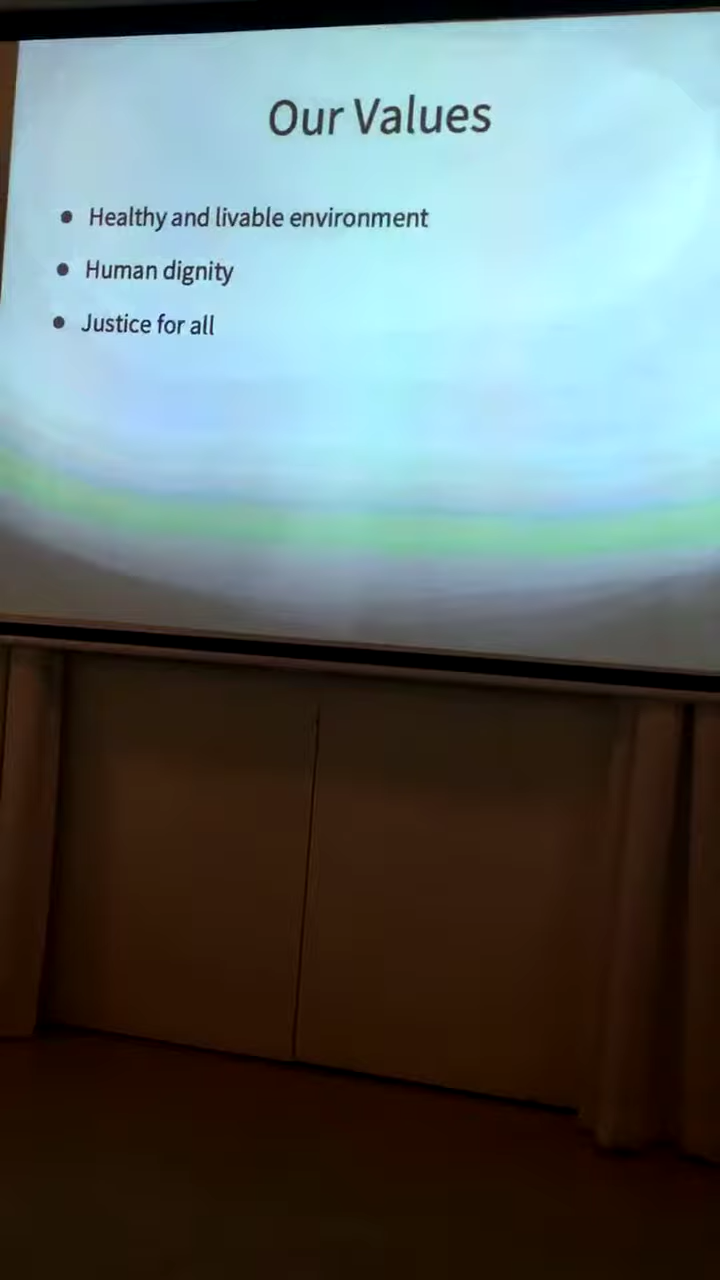 Our Values
● Healthy and livable environment
● Human dignity
● Justice for all